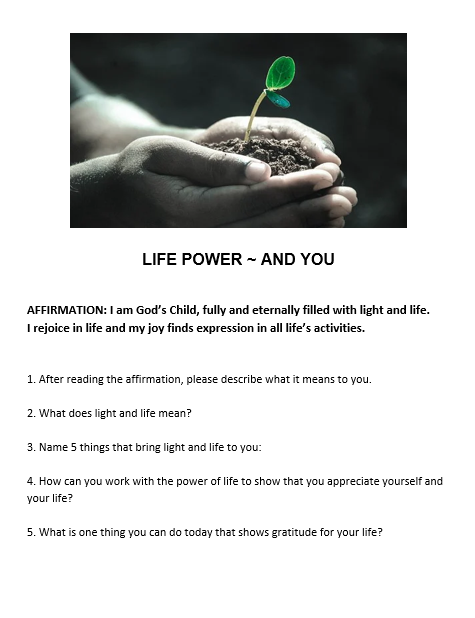 LIFE POWER ~ AND YOU
AFFIRMATION: I am God’s Child, fully and eternally filled with light and life.
I rejoice in life and my joy finds expression in all life’s activities.
1. After reading the affirmation, please describe what it means to you.
2. What does light and life mean?
3. Name 5 things that bring light and life to you:
4. How can you work with the power of life to show that you appreciate yourself and
your life?
5. What is one thing you can do today that shows gratitude for your life?